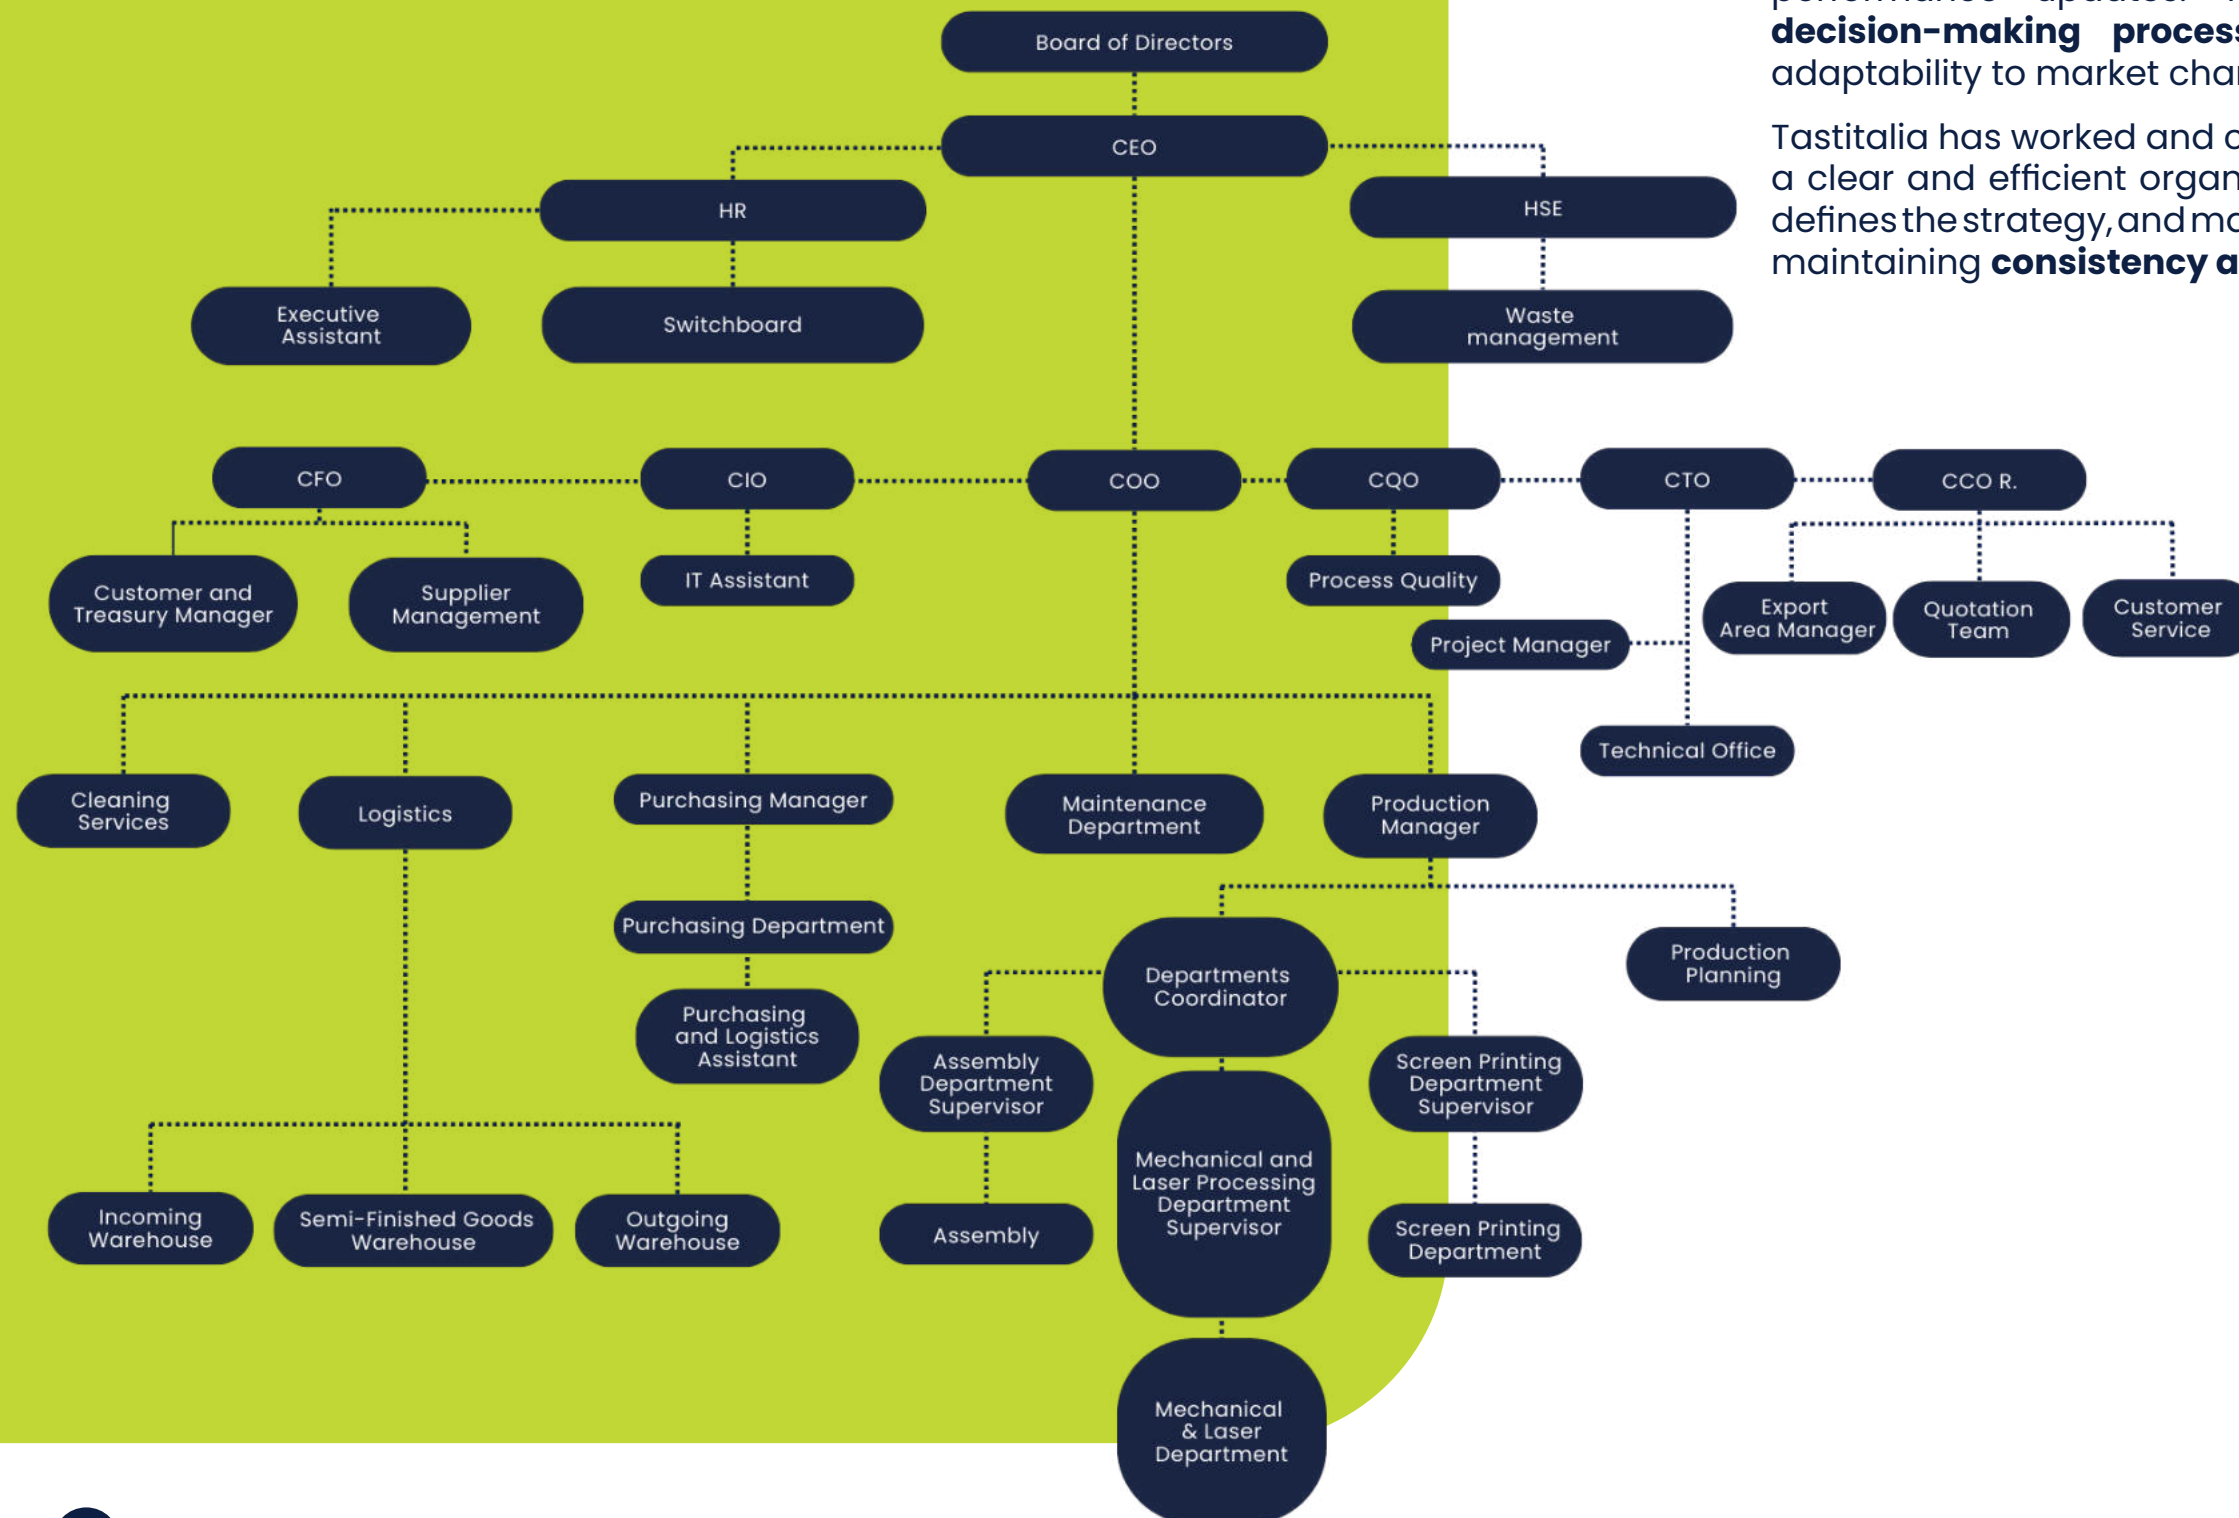 Board of Directors
CEO
HR
HSE
Executive
Assistant
Switchboard
Waste
management
decision-making process
adaptability to market
Tastitalia has worked and
a clear and efficient
defines the strategy, and
maintaining consistency
CFO
CIO
COO
CQO
CTO
CCO R.
Customer and
Treasury Manager
Supplier
Management
IT Assistant
Process Quality
Project Manager
Export
Area Manager
Quotation
Team
Customer
Service
Technical Office
Cleaning
Services
Logistics
Purchasing Manager
Maintenance
Department
Production
Manager
Purchasing Department
Purchasing
and Logistics
Assistant
Departments
Coordinator
Production
Planning
Assembly
Department
Supervisor
Mechanical and
Laser Processing
Department
Supervisor
Screen Printing
Department
Supervisor
Incoming
Warehouse
Semi-Finished Goods
Warehouse
Outgoing
Warehouse
Assembly
Screen Printing
Department
Mechanical
& Laser
Department